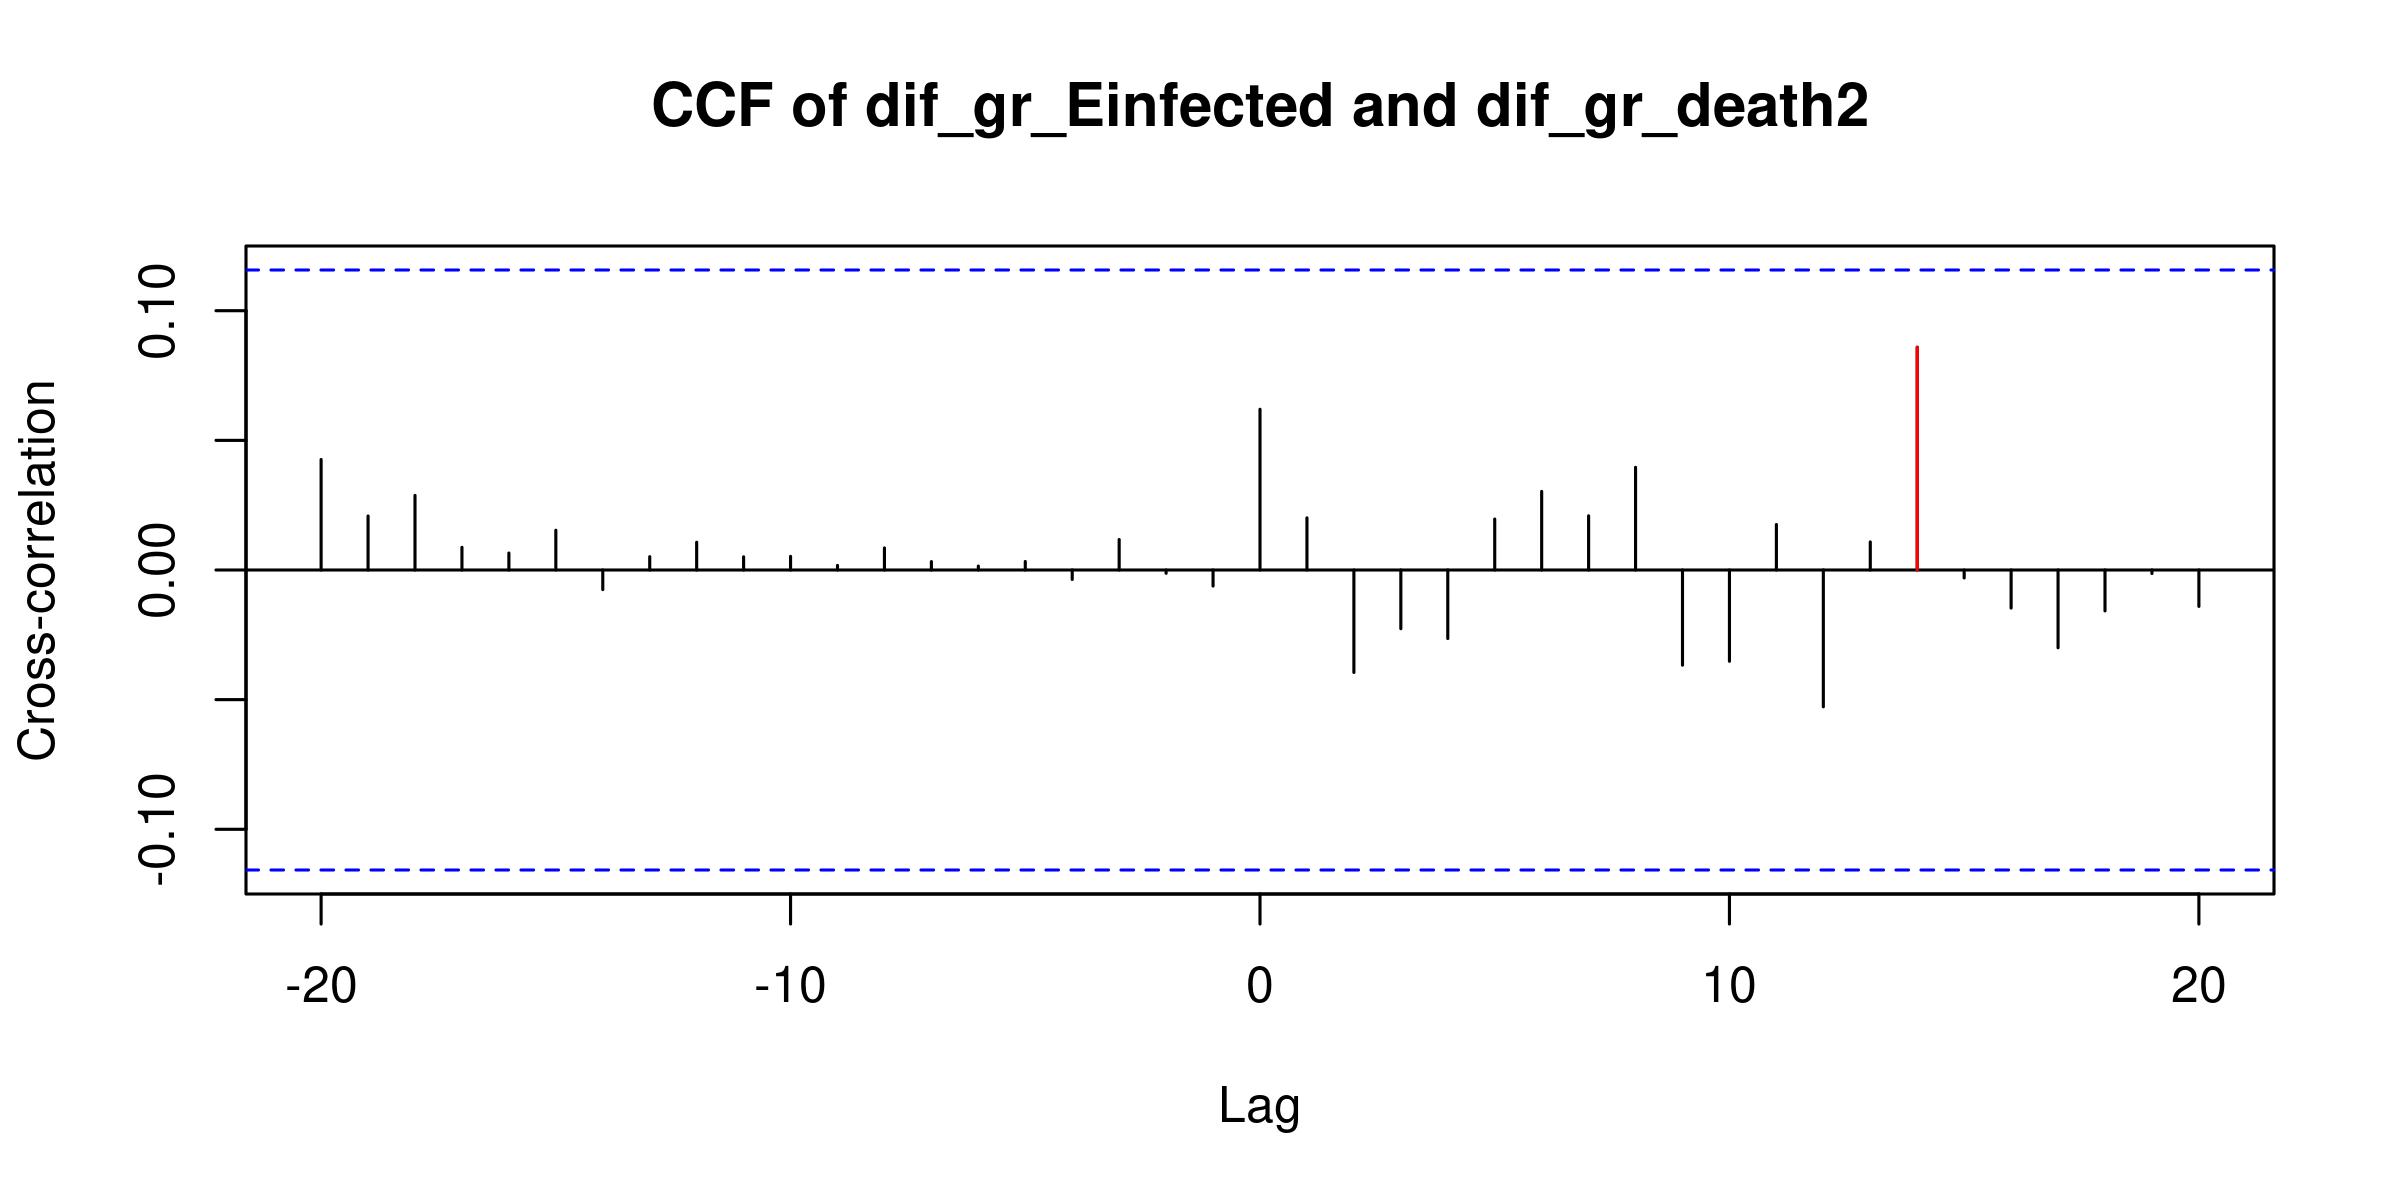 CCF of dif_gr_Einfected and dif_gr_death2
Cross-correlation
0.10
0.00
-0.10
-20 -10 0 10 20
Lag